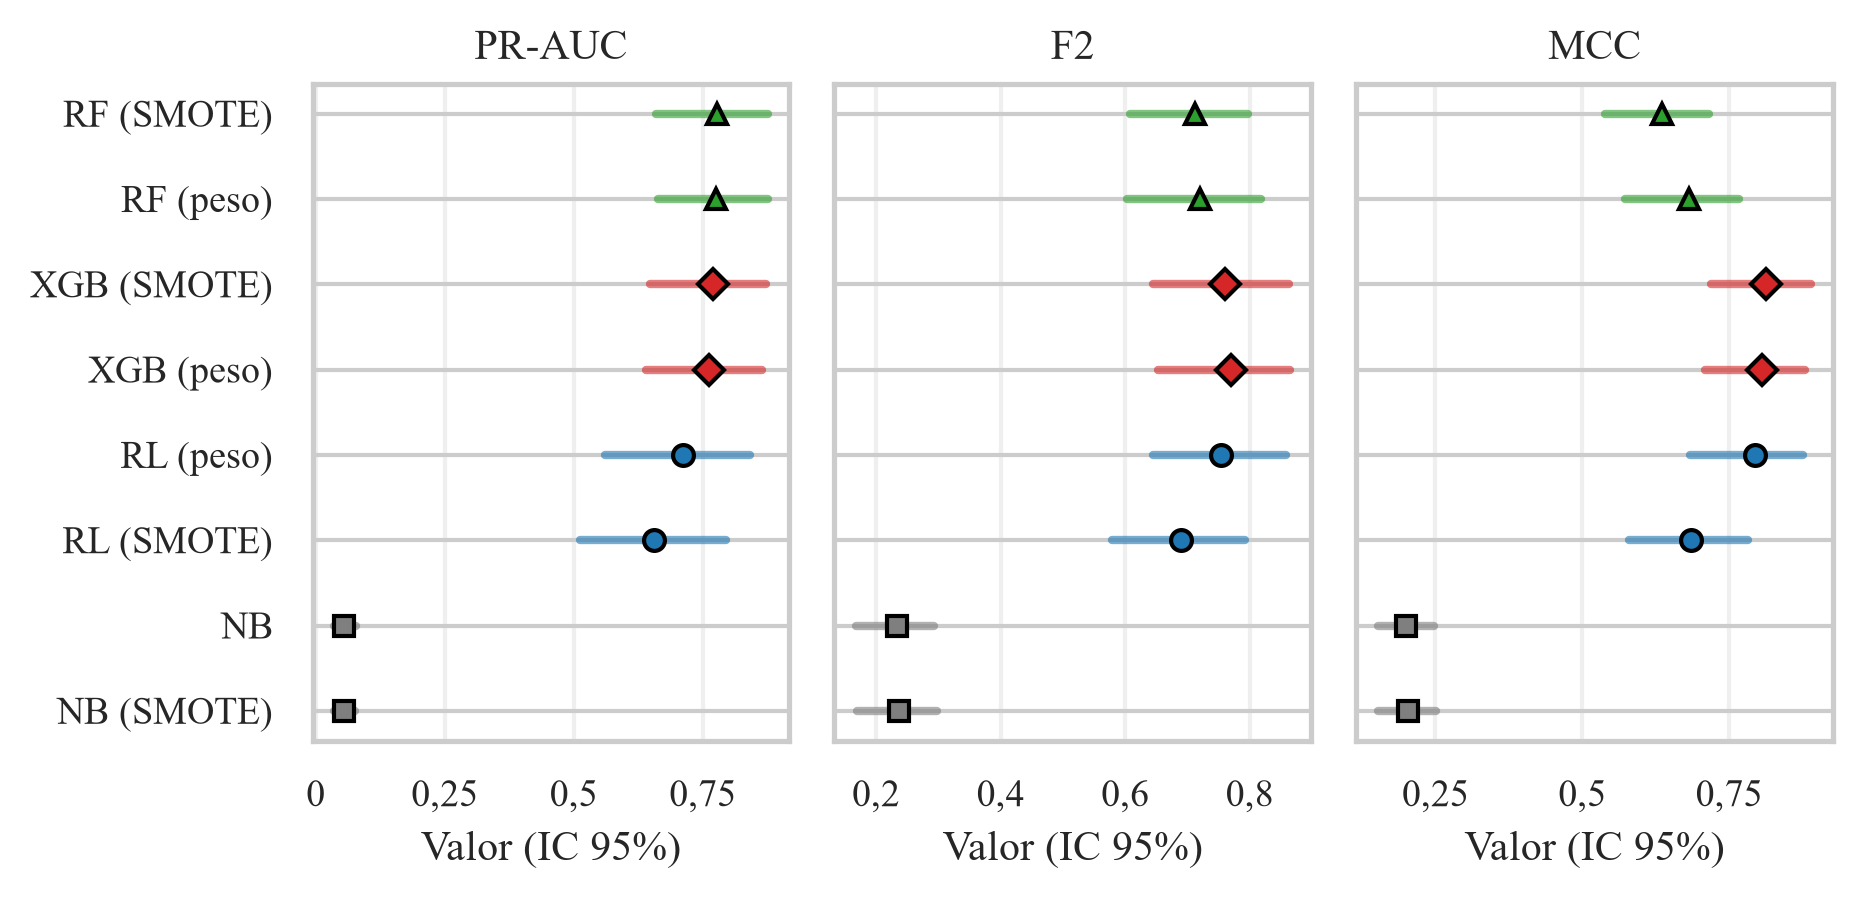 PR-AUC F2 MCC
RF (SMOTE)
RF (peso)
XGB (SMOTE)
XGB (peso)
RL (peso)
RL (SMOTE)
NB
NB (SMOTE)
0 0,25 0,5 0,75 0,2 0,4 0,6 0,8 0,25 0,5 0,75
Valor (IC 95%) Valor (IC 95%) Valor (IC 95%)